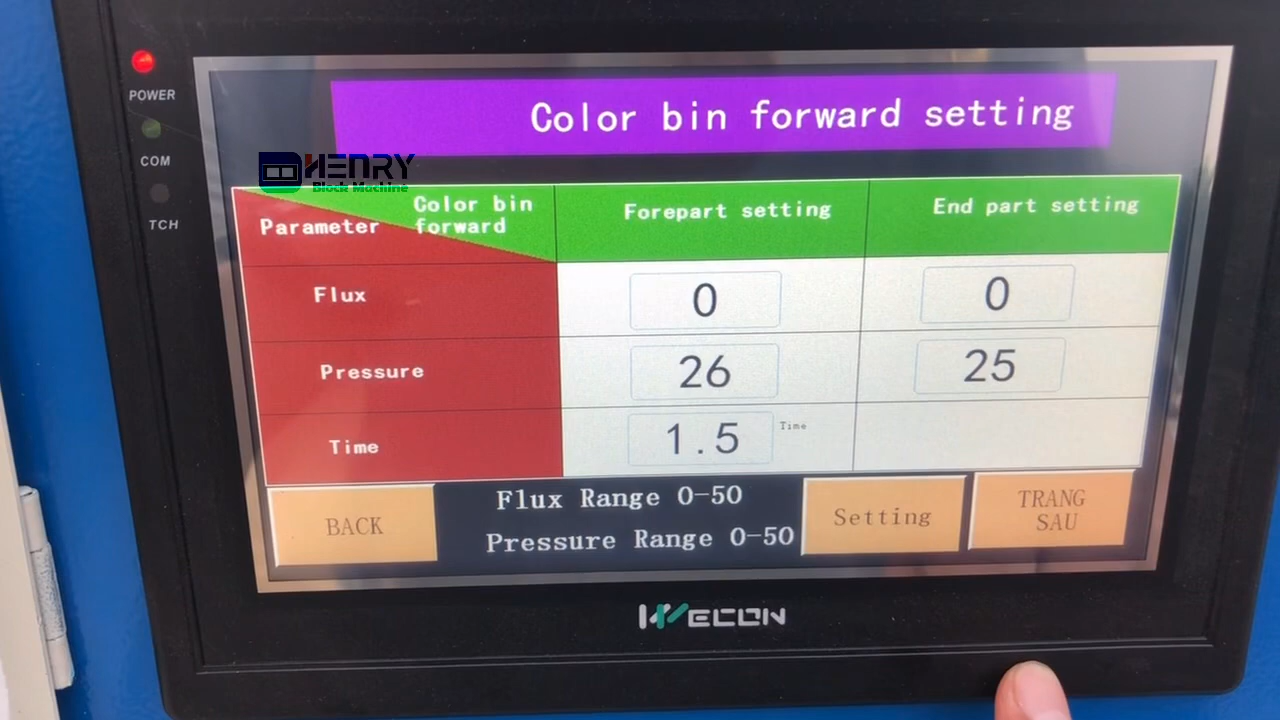 POWER
COM
TCH
Color bin forward setting
HENRY
Block Machine
Parameter
Color bin
forward
Forepart setting
End part setting
Flux
0
0
Pressure
26
25
Time
1.5
Time
BACK
Flux Range 0-50
Pressure Range 0-50
Setting
TRANG
SAU
WECON